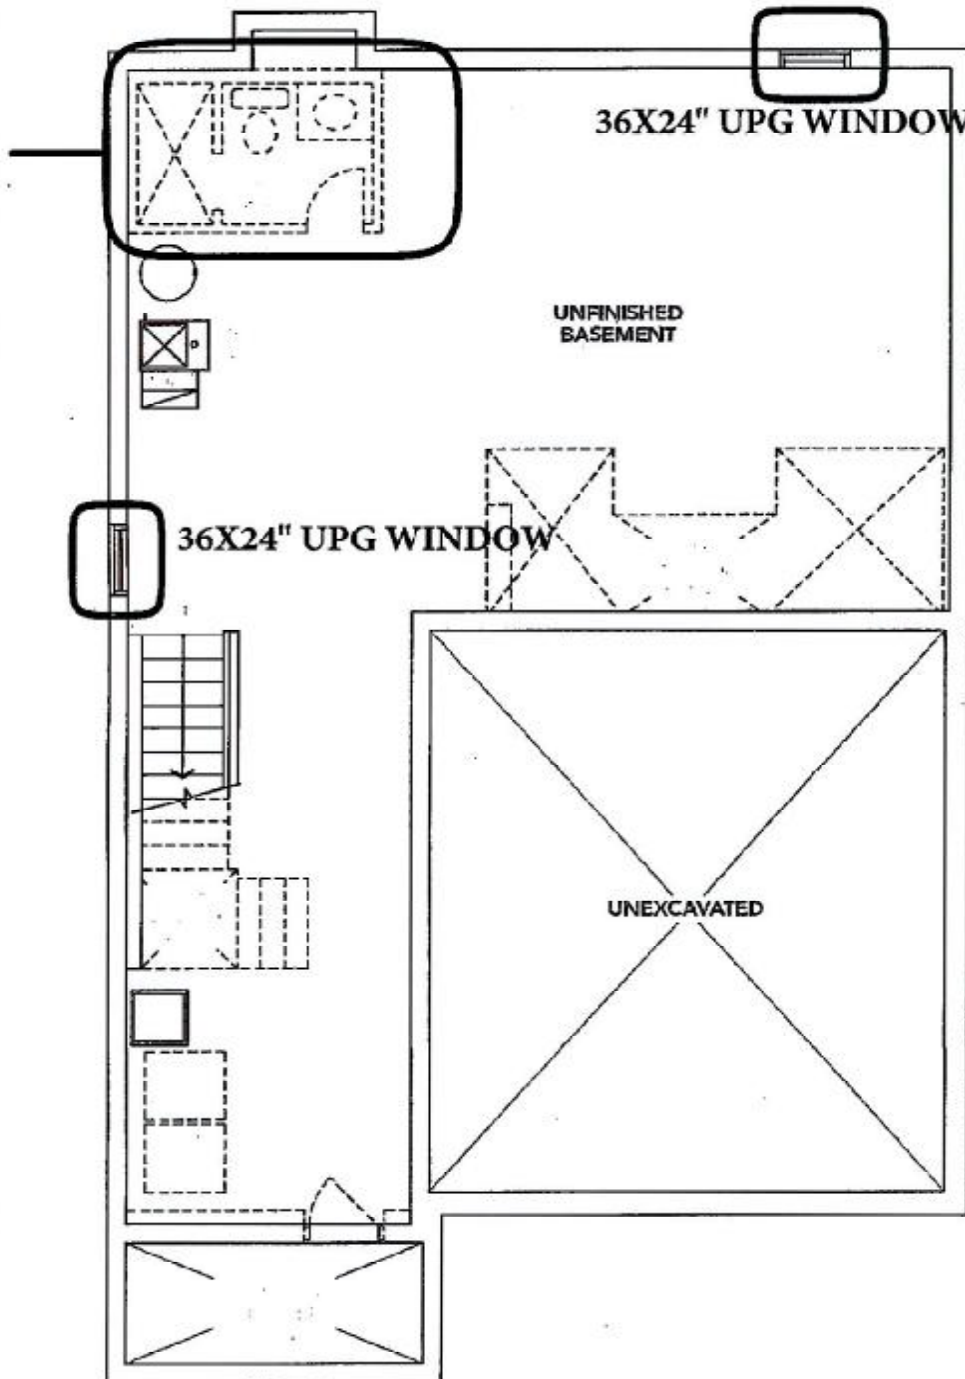 36X24" UPG WINDOW
UNFINISHED
BASEMENT
36X24" UPG WINDOW
UNEXCAVATED